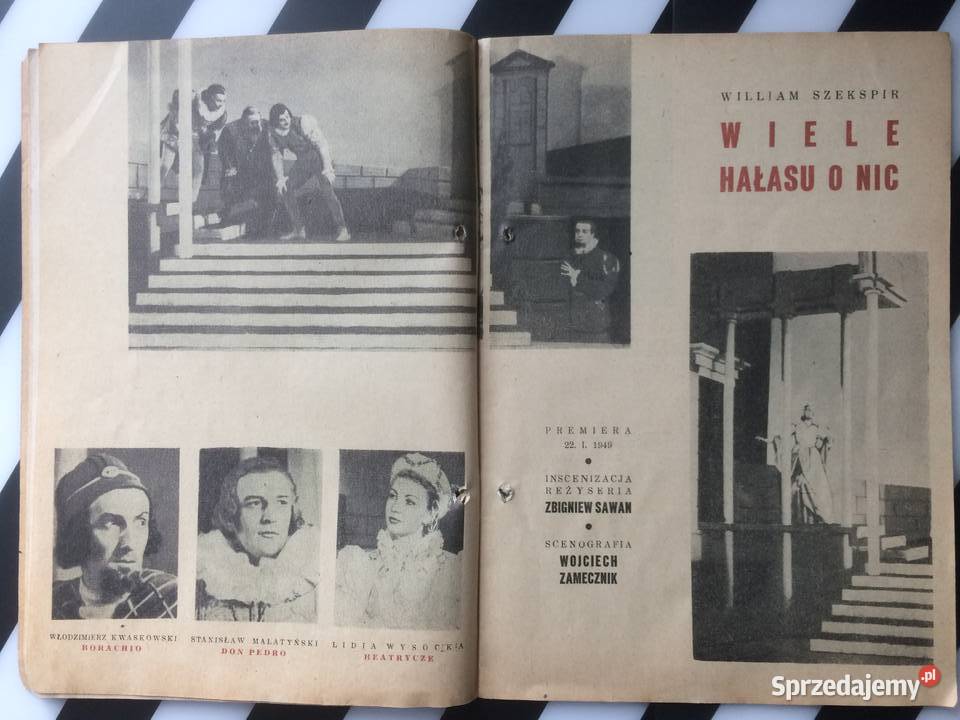 WŁODZIMIERZ KWASKOWSKI
BORACHIO
STANISŁAW MALATYŃSKI
DON PEDRO
LIDIA WYSOCKA
BEATRYCZE
WILLIAM SZEKSPIR
WIELE
HAŁASU O NIC
PREMIERA
22. I. 1949
INSCENIZACJA
REŻYSERIA
ZBIGNIEW SAWAN
SCENOGRAFIA
WOJCIECH
ZAMECZNIK
Sprzedajemy.pl